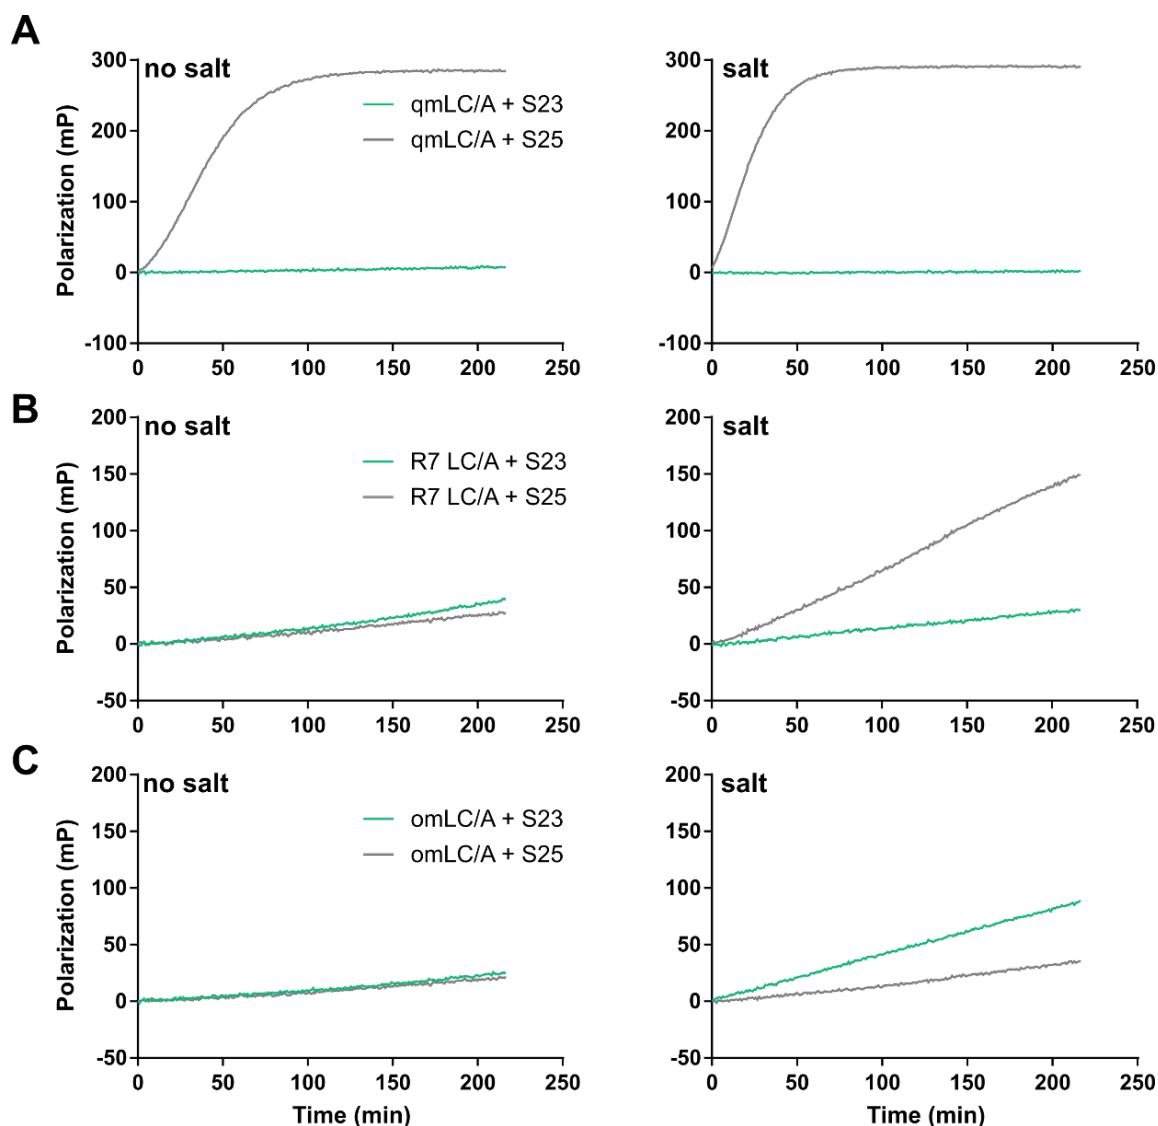 A
no salt
qmLC/A + S23
qmLC/A + S25
Polarization (mP)
300
200
100
0
-100
0 50 100 150 200 250
salt
300
200
100
0
-100
0 50 100 150 200 250
B
no salt
R7 LC/A + S23
R7 LC/A + S25
Polarization (mP)
200
150
100
50
0
-50
0 50 100 150 200 250
salt
200
150
100
50
0
-50
0 50 100 150 200 250
C
no salt
omLC/A + S23
omLC/A + S25
Polarization (mP)
200
150
100
50
0
-50
0 50 100 150 200 250
Time (min)
salt
200
150
100
50
0
-50
0 50 100 150 200 250
Time (min)